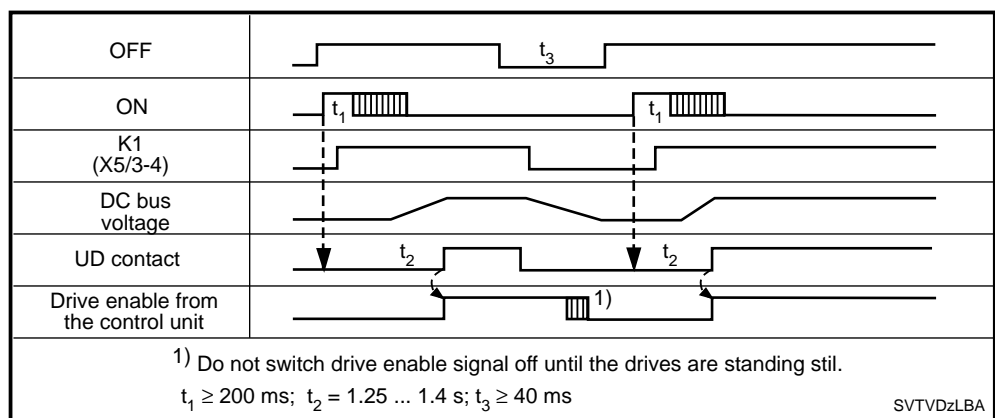 OFF
t3
ON
t1
t1
K1
(X5/3-4)
DC bus
voltage
UD contact
t2
t2
Drive enable from
the control unit
1)
1) Do not switch drive enable signal off until the drives are standing stil.
t1 ≥ 200 ms; t2 = 1.25 ... 1.4 s; t3 ≥ 40 ms
SVTVDzLBA